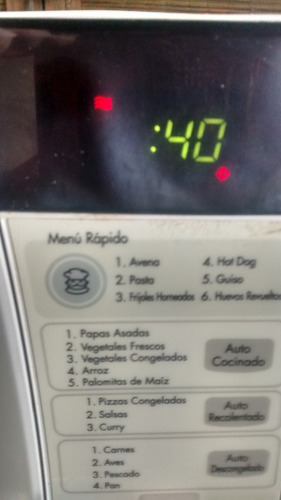 :40
Menú Rápido
1. Avena 4. Hot Dog
2. Pasta 5. Guiso
3. Frijoles Horneados 6. Huevos Revueltos
1. Papas Asadas
2. Vegetales Frescos
3. Vegetales Congelados
4. Arroz
5. Palomitas de Maíz
Auto
Cocinado
1. Pizzas Congeladas
2. Salsas
3. Curry
Auto
Recalentado
1. Carnes
2. Aves
3. Pescado
4. Pan
Auto
Descongelado